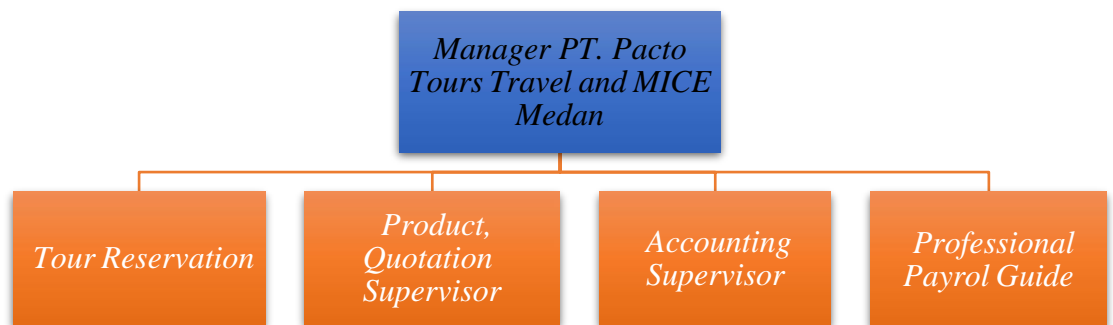 Manager PT. Pacto
Tours Travel and MICE
Medan
Tour Reservation
Product,
Quotation
Supervisor
Accounting
Supervisor
Professional
Payrol Guide